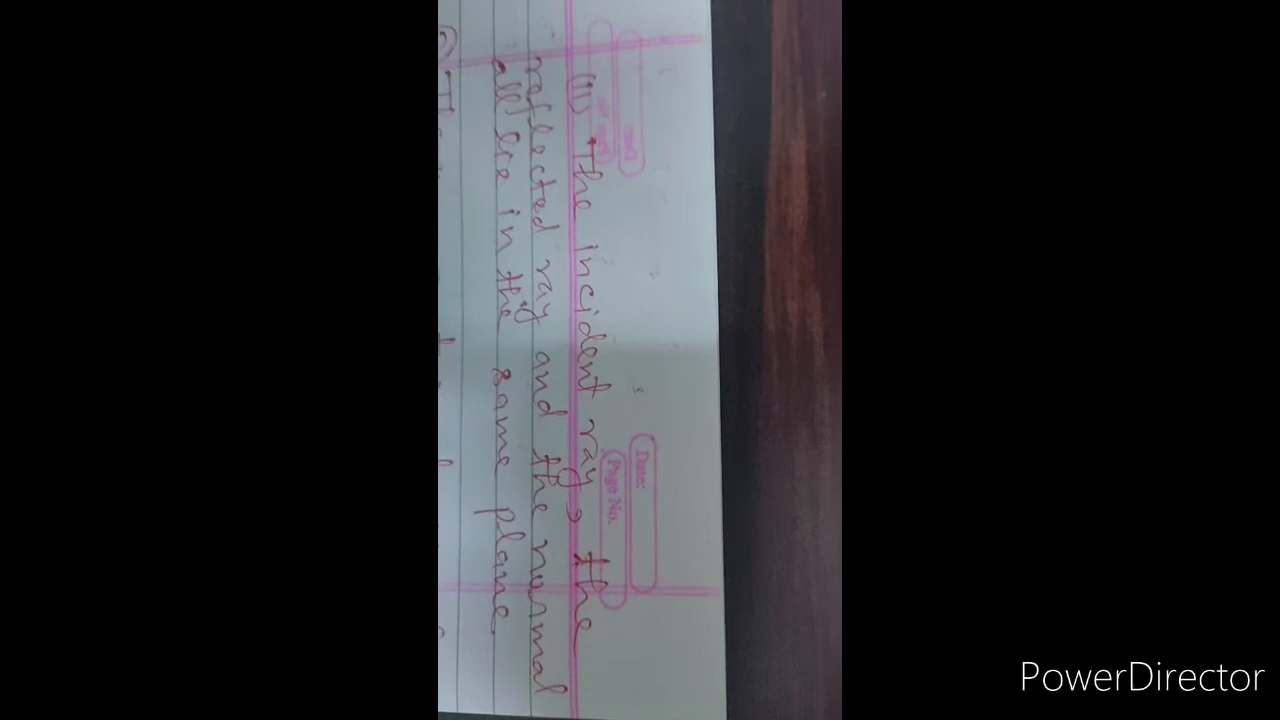 Date:
Page No.
(II) The incident ray, the
reflected ray and the normal
all lie in the same plane
PowerDirector